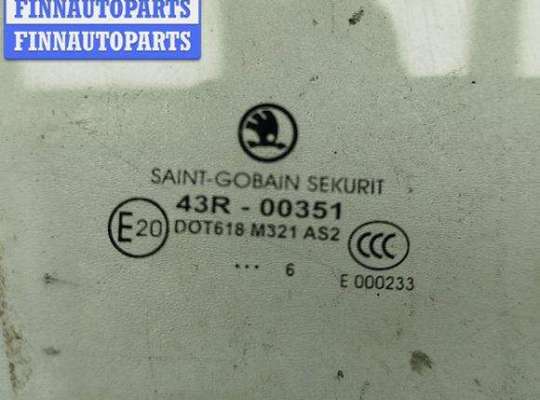 FINNAUTOPARTS
FINNAUTOPARTS
SAINT-GOBAIN SEKURIT
43R - 00351
E20 DOT618 M321 AS2 CCC
... 6
E 000233